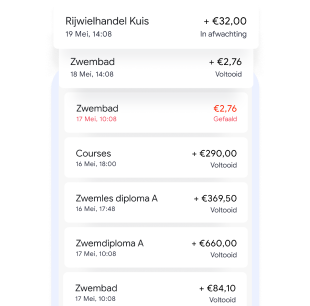 Rijwielhandel Kuis + €32,00
19 Mei, 14:08 In afwachting
Zwembad + €2,76
18 Mei, 14:08 Voltooid
Zwembad €2,76
17 Mei, 10:08 Gefaald
Courses + €290,00
16 Mei, 18:00 Voltooid
Zwemles diploma A + €369,50
16 Mei, 17:48 Voltooid
Zwemdiploma A + €660,00
17 Mei, 10:08 Voltooid
Zwembad + €84,10
17 Mei, 10:08 Voltooid